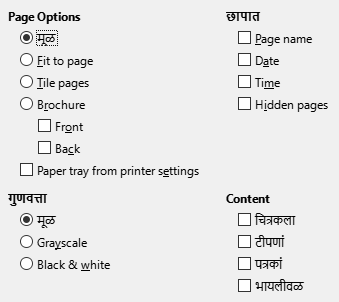 Page Options
मूळ
Fit to page
Tile pages
Brochure
Front
Back
Paper tray from printer settings
छापात
Page name
Date
Time
Hidden pages
गुणवत्ता
मूळ
Grayscale
Black & white
Content
चित्रकला
टीपणां
पत्रकां
भायलीवळ